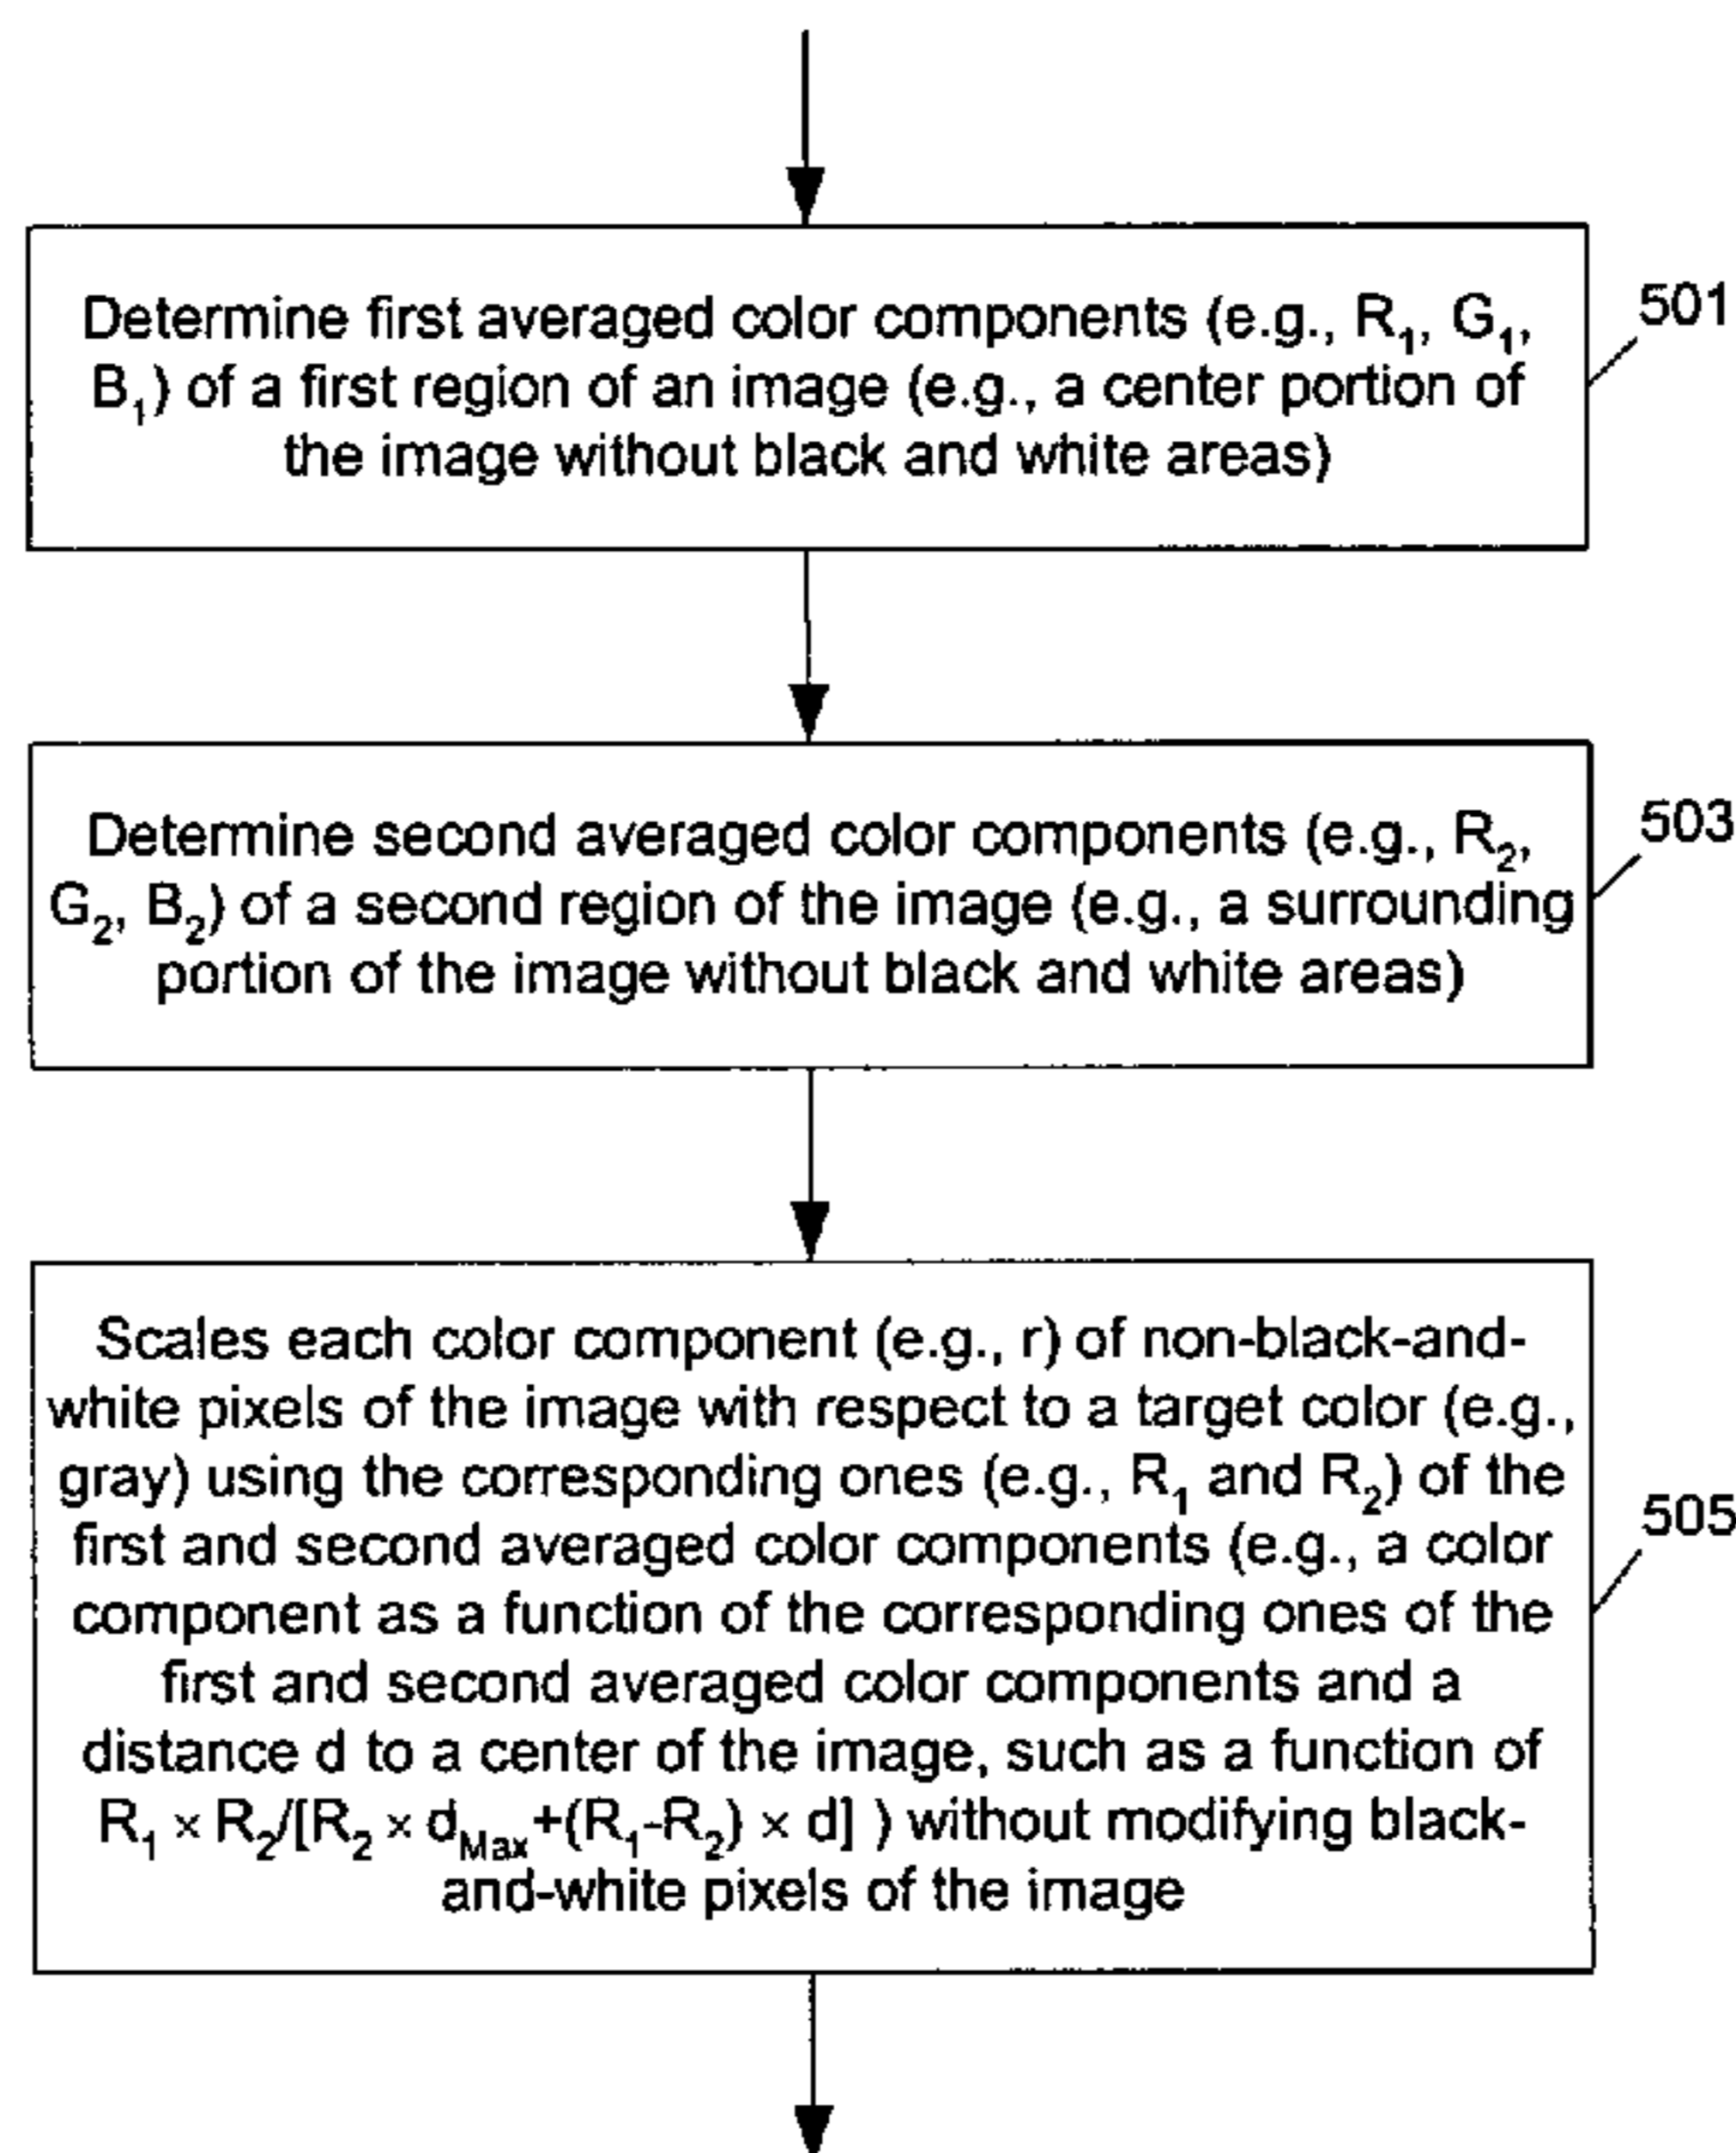 Determine first averaged color components (e.g., R₁, G₁,
B₁) of a first region of an image (e.g., a center portion of
the image without black and white areas)
501
Determine second averaged color components (e.g., R₂,
G₂, B₂) of a second region of the image (e.g., a surrounding
portion of the image without black and white areas)
503
Scales each color component (e.g., r) of non-black-and-
white pixels of the image with respect to a target color (e.g.,
gray) using the corresponding ones (e.g., R₁ and R₂) of the
first and second averaged color components (e.g., a color
component as a function of the corresponding ones of the
first and second averaged color components and a
distance d to a center of the image, such as a function of
R₁ × R₂/[R₂ × d_Max+(R₁-R₂) × d] ) without modifying black-
and-white pixels of the image
505